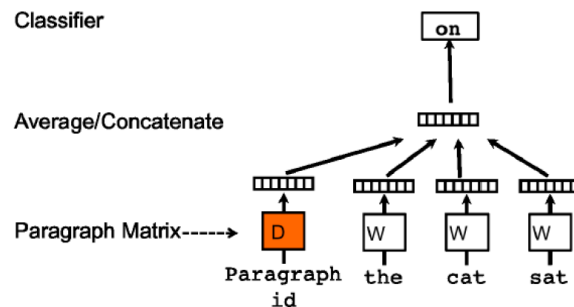 Classifier
on
Average/Concatenate
Paragraph Matrix
D W W W
Paragraph the cat sat
id